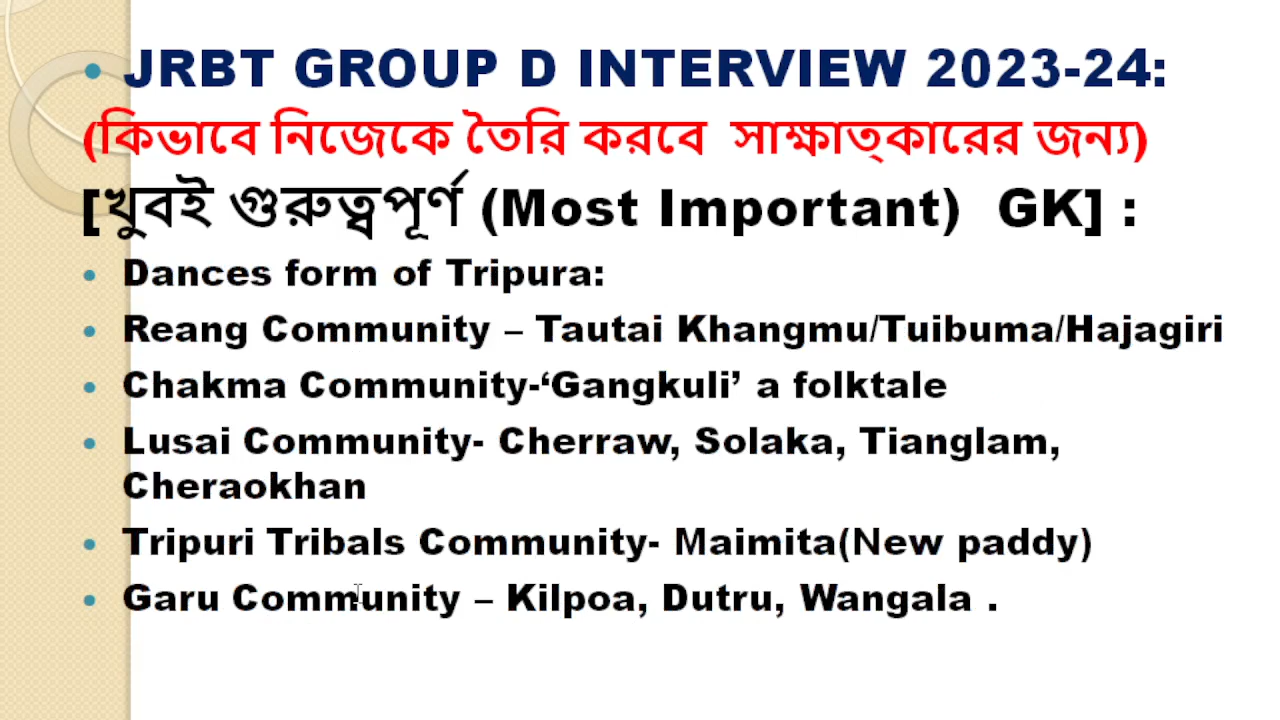 JRBT GROUP D INTERVIEW 2023-24:
(কিভাবে নিজেকে তৈরি করবে সাক্ষাত্কারের জন্য)
[খুবই গুরুত্বপূর্ণ (Most Important) GK] :
Dances form of Tripura:
Reang Community – Tautai Khangmu/Tuibuma/Hajagiri
Chakma Community-‘Gangkuli’ a folktale
Lusai Community- Cherraw, Solaka, Tianglam,
Cheraokhan
Tripuri Tribals Community- Maimita(New paddy)
Garu Community – Kilpoa, Dutru, Wangala .